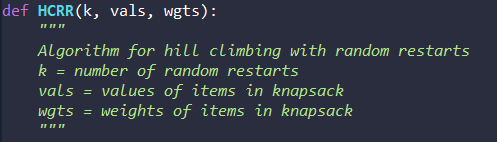 def HCRR(k, vals, wgts):
"""
Algorithm for hill climbing with random restarts
k = number of random restarts
vals = values of items in knapsack
wgts = weights of items in knapsack
"""